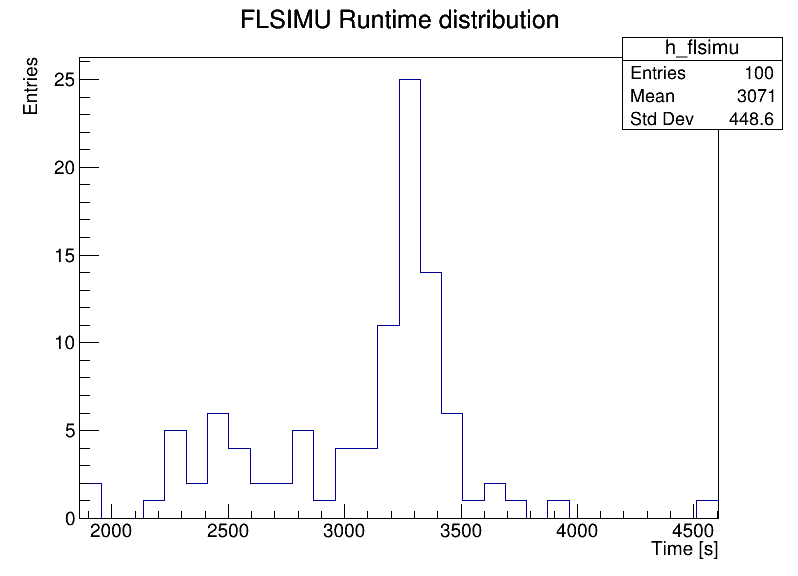 FLSIMU Runtime distribution
h_flsimu
Entries 100
Mean 3071
Std Dev 448.6
Entries
25
20
15
10
5
0
2000 2500 3000 3500 4000 4500
Time [s]